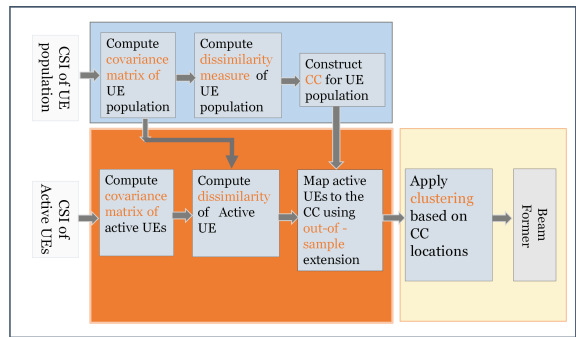 CSI of UE
population
Compute
covariance
matrix of
UE
population
Compute
dissimilarity
measure of
UE
population
Construct
CC for UE
population
CSI of
Active UEs
Compute
covariance
matrix of
active UEs
Compute
dissimilarity
of Active
UE
Map active
UEs to the
CC using
out-of -
sample
extension
Apply
clustering
based on
CC
locations
Beam
Former